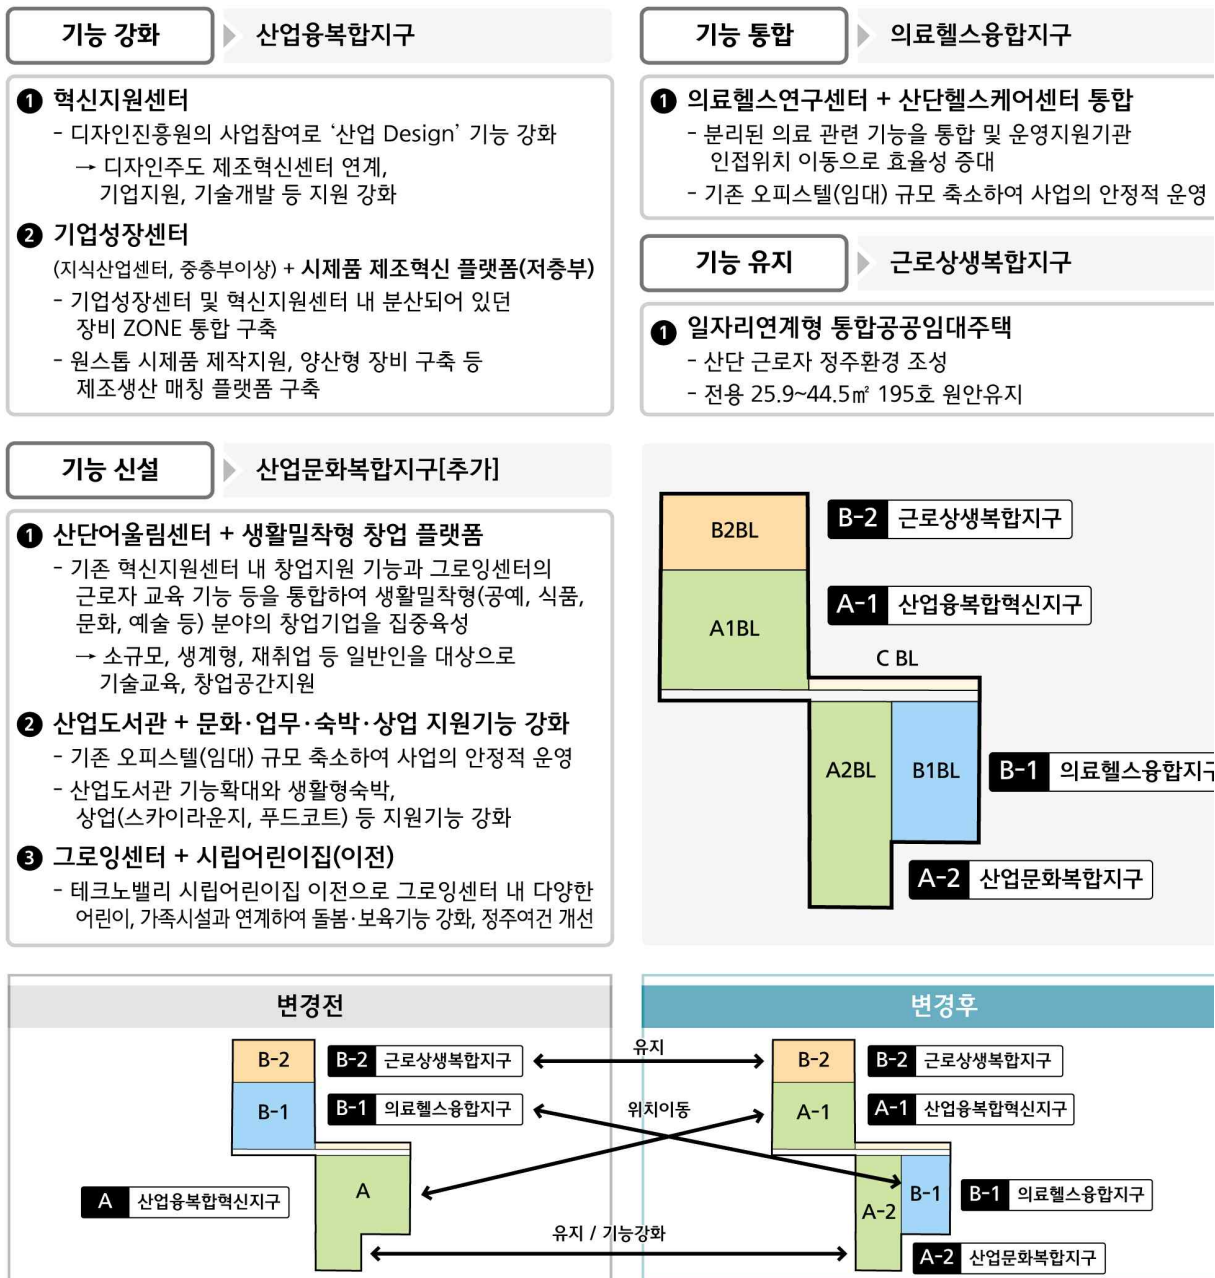 기능 강화
산업융복합지구
❶ 혁신지원센터
- 디자인진흥원의 사업참여로 ‘산업 Design’ 기능 강화
→ 디자인주도 제조혁신센터 연계,
기업지원, 기술개발 등 지원 강화
❷ 기업성장센터
(지식산업센터, 중층부이상) + 시제품 제조혁신 플랫폼(저층부)
- 기업성장센터 및 혁신지원센터 내 분산되어 있던
장비 ZONE 통합 구축
- 원스톱 시제품 제작지원, 양산형 장비 구축 등
제조생산 매칭 플랫폼 구축
기능 통합
의료헬스융합지구
❶ 의료헬스연구센터 + 산단헬스케어센터 통합
- 분리된 의료 관련 기능을 통합 및 운영지원기관
인접위치 이동으로 효율성 증대
- 기존 오피스텔(임대) 규모 축소하여 사업의 안정적 운영
기능 유지
근로상생복합지구
❶ 일자리연계형 통합공공임대주택
- 산단 근로자 정주환경 조성
- 전용 25.9~44.5㎡ 195호 원안유지
기능 신설
산업문화복합지구[추가]
❶ 산단어울림센터 + 생활밀착형 창업 플랫폼
- 기존 혁신지원센터 내 창업지원 기능과 그로잉센터의
근로자 교육 기능 등을 통합하여 생활밀착형(공예, 식품,
문화, 예술 등) 분야의 창업기업을 집중육성
→ 소규모, 생계형, 재취업 등 일반인을 대상으로
기술교육, 창업공간지원
❷ 산업도서관 + 문화·업무·숙박·상업 지원기능 강화
- 기존 오피스텔(임대) 규모 축소하여 사업의 안정적 운영
- 산업도서관 기능확대와 생활형숙박,
상업(스카이라운지, 푸드코트) 등 지원기능 강화
❸ 그로잉센터 + 시립어린이집(이전)
- 테크노밸리 시립어린이집 이전으로 그로잉센터 내 다양한
어린이, 가족시설과 연계하여 돌봄·보육기능 강화, 정주여건 개선
B2BL
B-2 근로상생복합지구
A1BL
A-1 산업융복합혁신지구
C BL
A2BL
B1BL
B-1 의료헬스융합지구
A-2 산업문화복합지구
변경전
변경후
B-2
B-2 근로상생복합지구
유지
B-2
B-2 근로상생복합지구
B-1
B-1 의료헬스융합지구
위치이동
A-1
A-1 산업융복합혁신지구
A 산업융복합혁신지구
A
B-1
B-1 의료헬스융합지구
A-2
유지 / 기능강화
A-2 산업문화복합지구